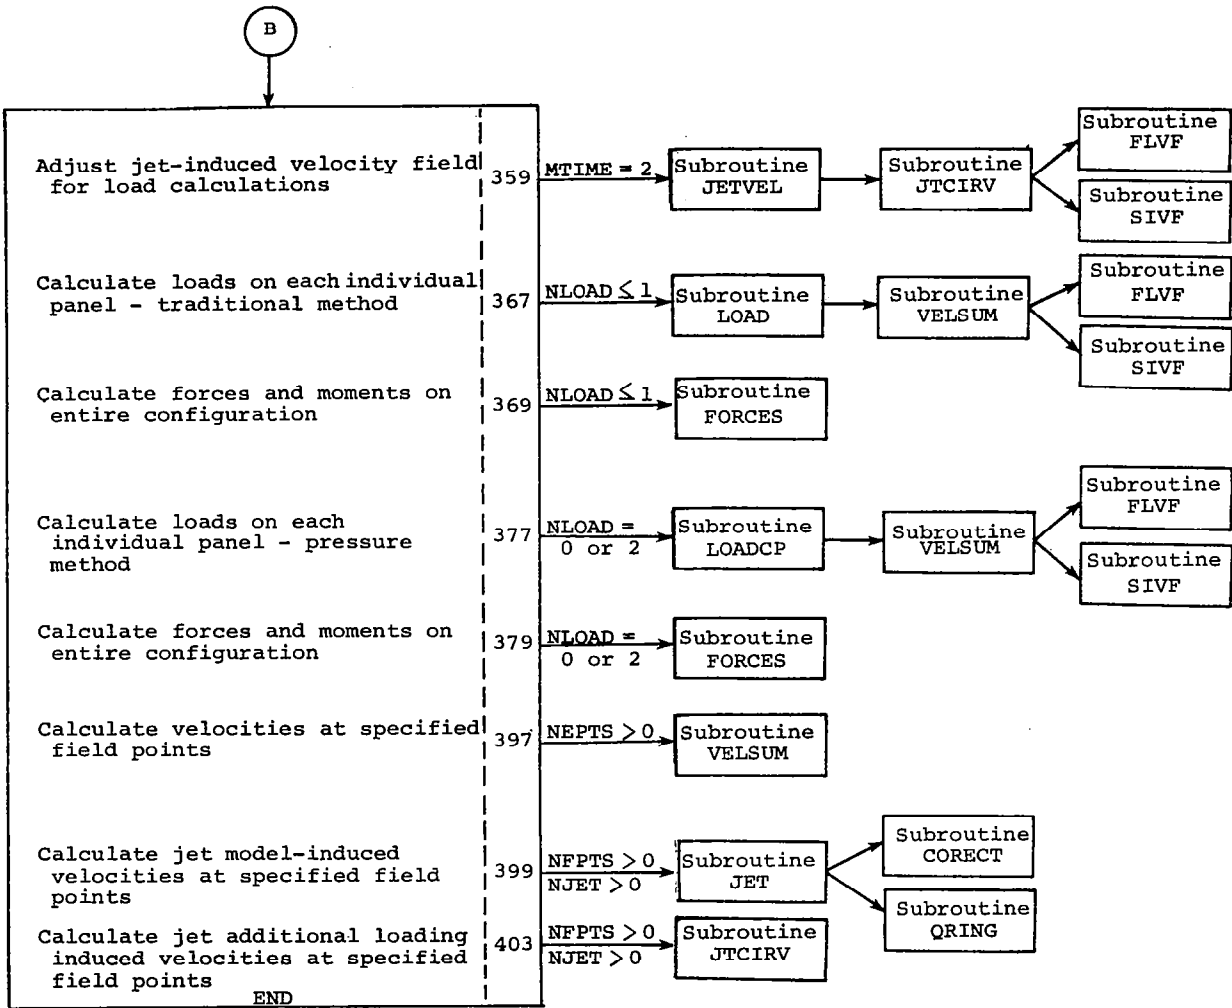 B
Adjust jet-induced velocity field
for load calculations
359
MTIME = 2
Subroutine
JETVEL
Subroutine
JTCIRV
Subroutine
FLVF
Subroutine
SIVF
Calculate loads on each individual
panel - traditional method
367
NLOAD ≤ 1
Subroutine
LOAD
Subroutine
VELSUM
Subroutine
FLVF
Subroutine
SIVF
Calculate forces and moments on
entire configuration
369
NLOAD ≤ 1
Subroutine
FORCES
Calculate loads on each
individual panel - pressure
method
377
NLOAD =
0 or 2
Subroutine
LOADCP
Subroutine
VELSUM
Subroutine
FLVF
Subroutine
SIVF
Calculate forces and moments on
entire configuration
379
NLOAD =
0 or 2
Subroutine
FORCES
Calculate velocities at specified
field points
397
NEPTS > 0
Subroutine
VELSUM
Calculate jet model-induced
velocities at specified field
points
399
NFPTS > 0
NJET > 0
Subroutine
JET
Subroutine
CORECT
Subroutine
QRING
Calculate jet additional loading
induced velocities at specified
field points
403
NFPTS > 0
NJET > 0
Subroutine
JTCIRV
END